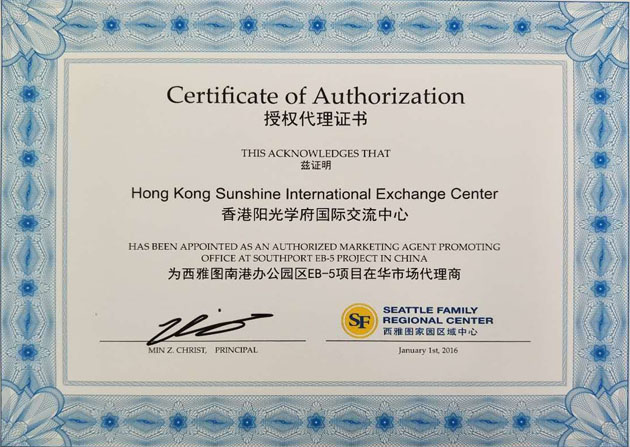 Certificate of Authorization
授权代理证书
THIS ACKNOWLEDGES THAT
兹证明
Hong Kong Sunshine International Exchange Center
香港阳光学府国际交流中心
HAS BEEN APPOINTED AS AN AUTHORIZED MARKETING AGENT PROMOTING
OFFICE AT SOUTHPORT EB-5 PROJECT IN CHINA
为西雅图南港办公园区EB-5项目在华市场代理商
SF
SEATTLE FAMILY
REGIONAL CENTER
西雅图家园区域中心
MIN Z. CHRIST, PRINCIPAL
January 1st, 2016